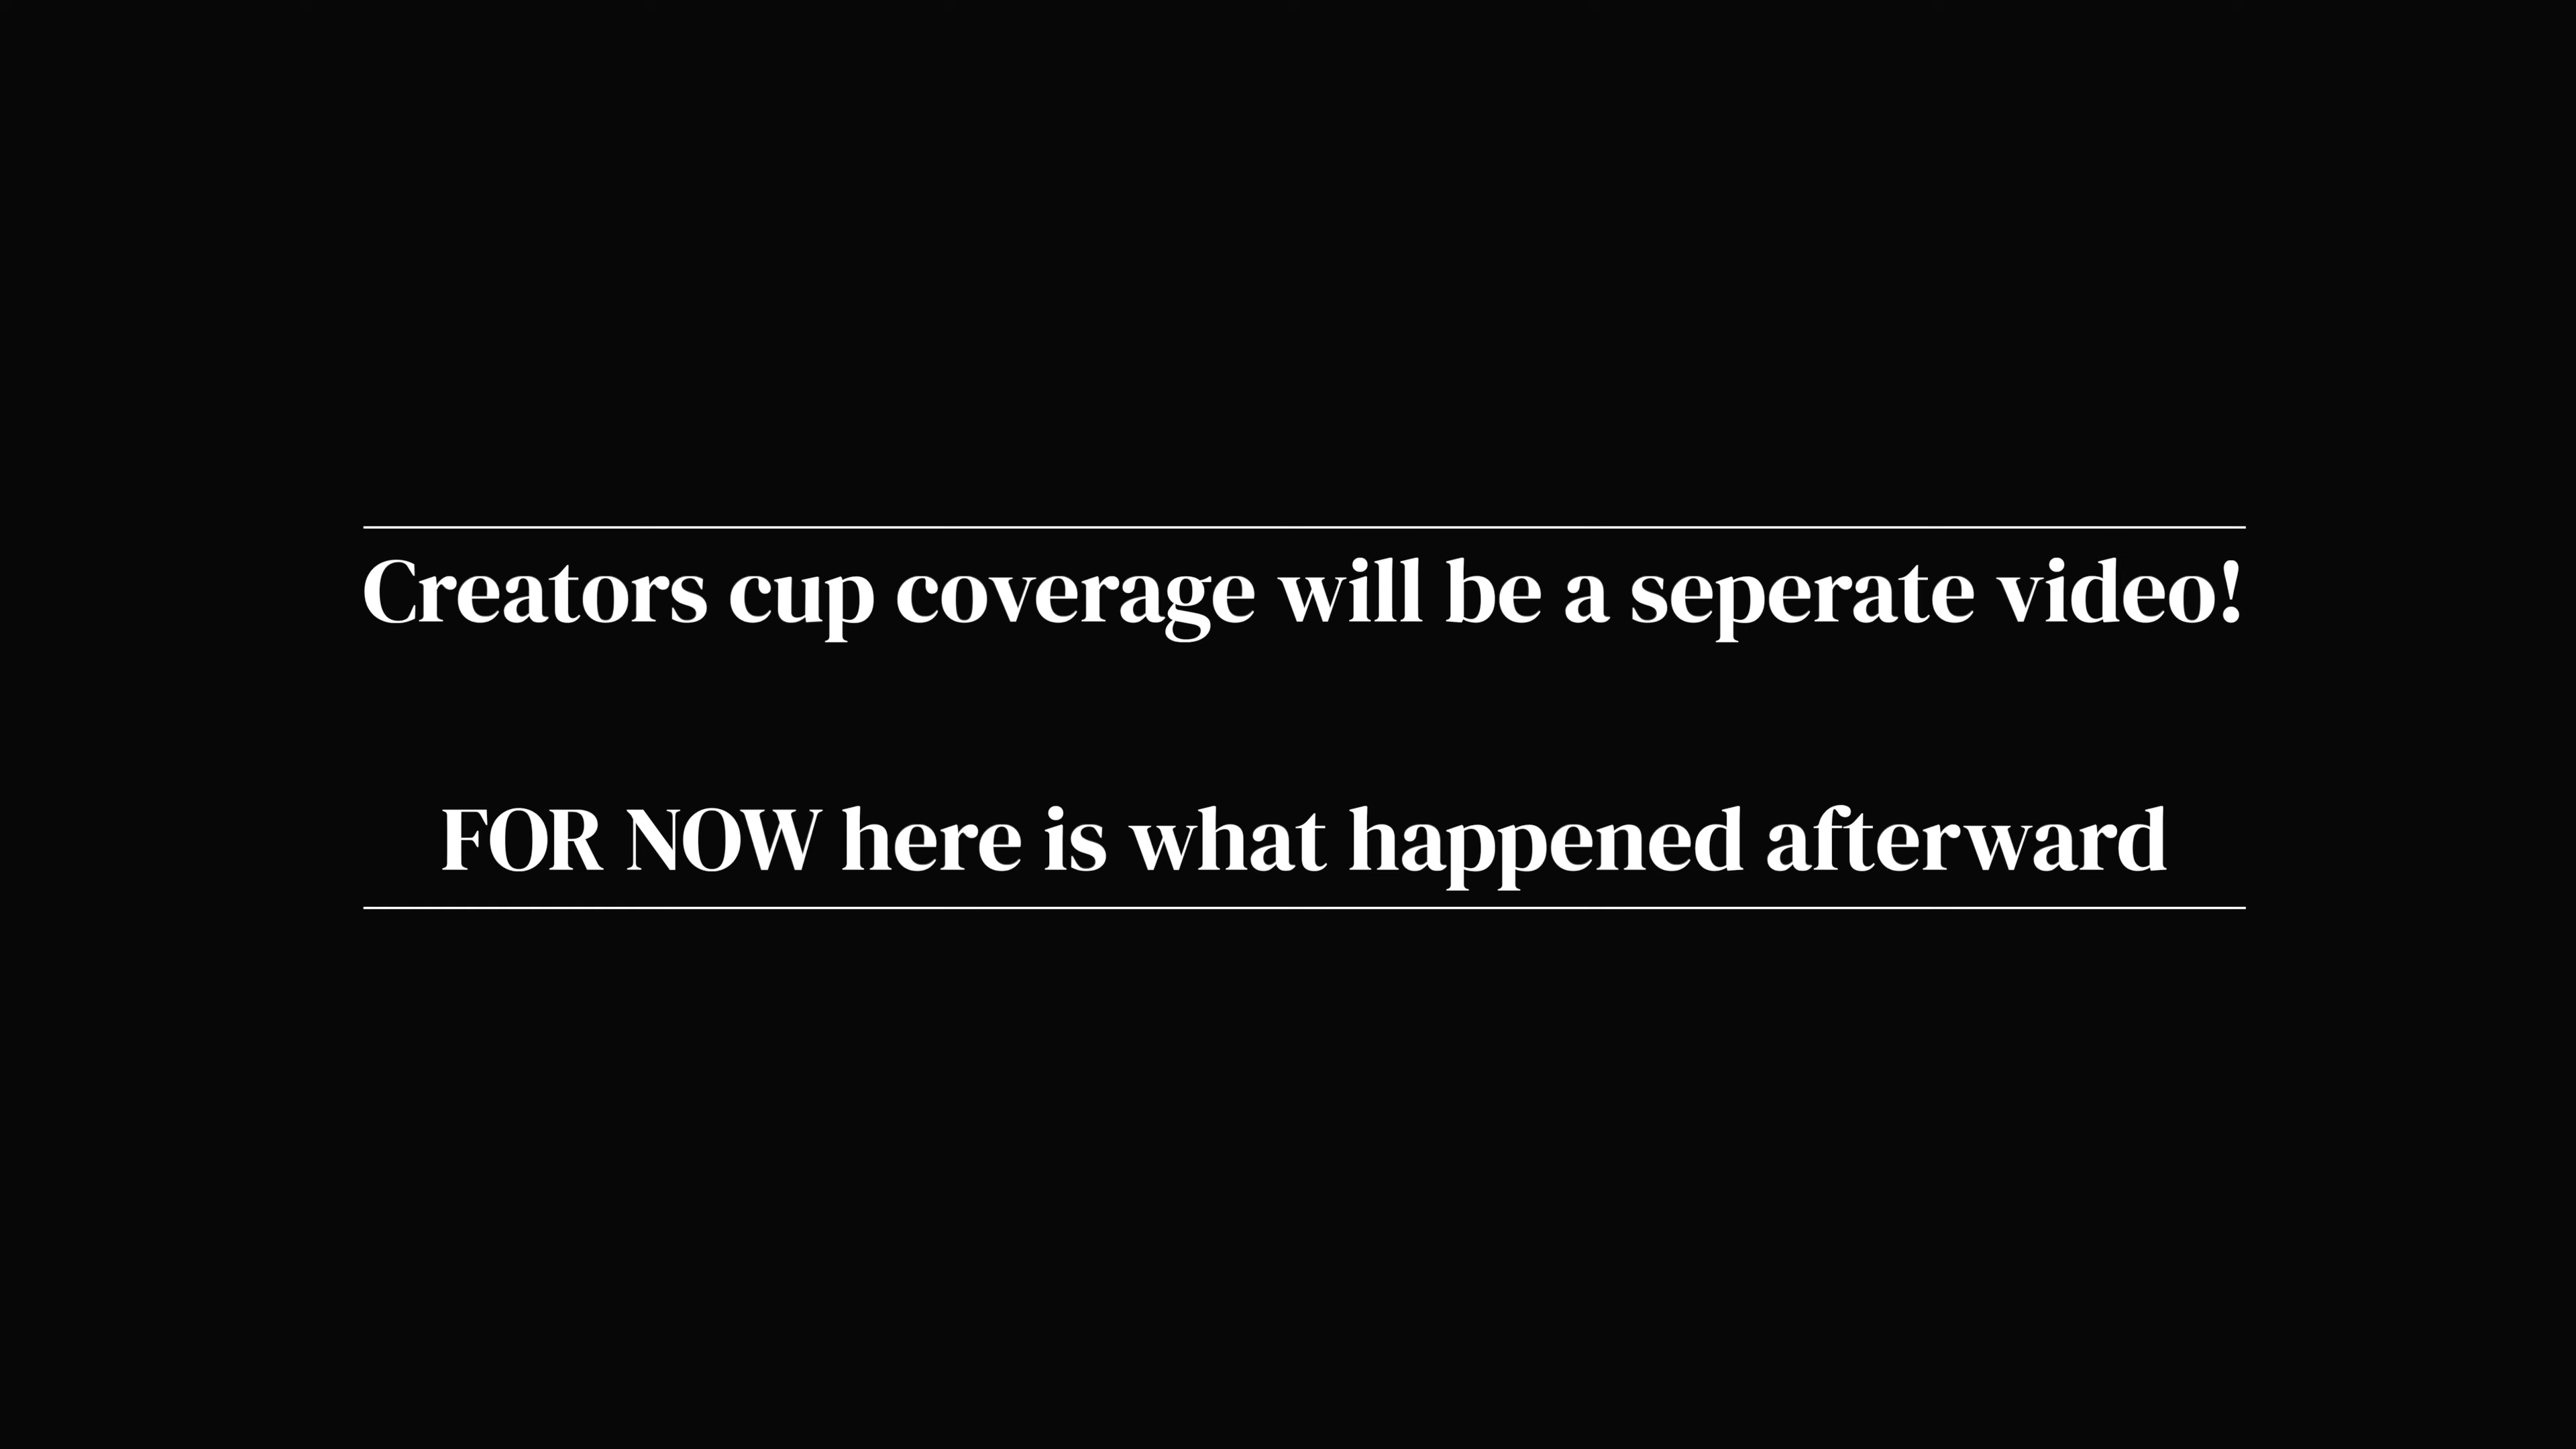 Creators cup coverage will be a seperate video!
FOR NOW here is what happened afterward